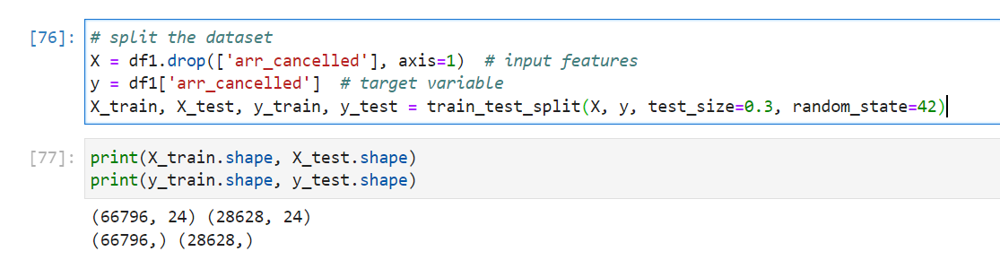 [76]: # split the dataset
X = df1.drop(['arr_cancelled'], axis=1)  # input features
y = df1['arr_cancelled']  # target variable
X_train, X_test, y_train, y_test = train_test_split(X, y, test_size=0.3, random_state=42)
[77]: print(X_train.shape, X_test.shape)
print(y_train.shape, y_test.shape)
(66796, 24) (28628, 24)
(66796,) (28628,)